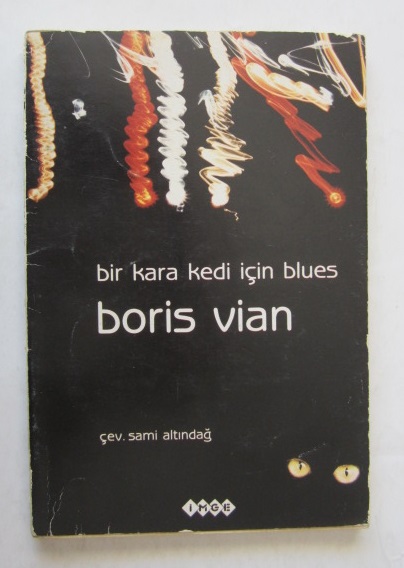 bir kara kedi için blues
boris vian
çev. sami altındağ
İMGE